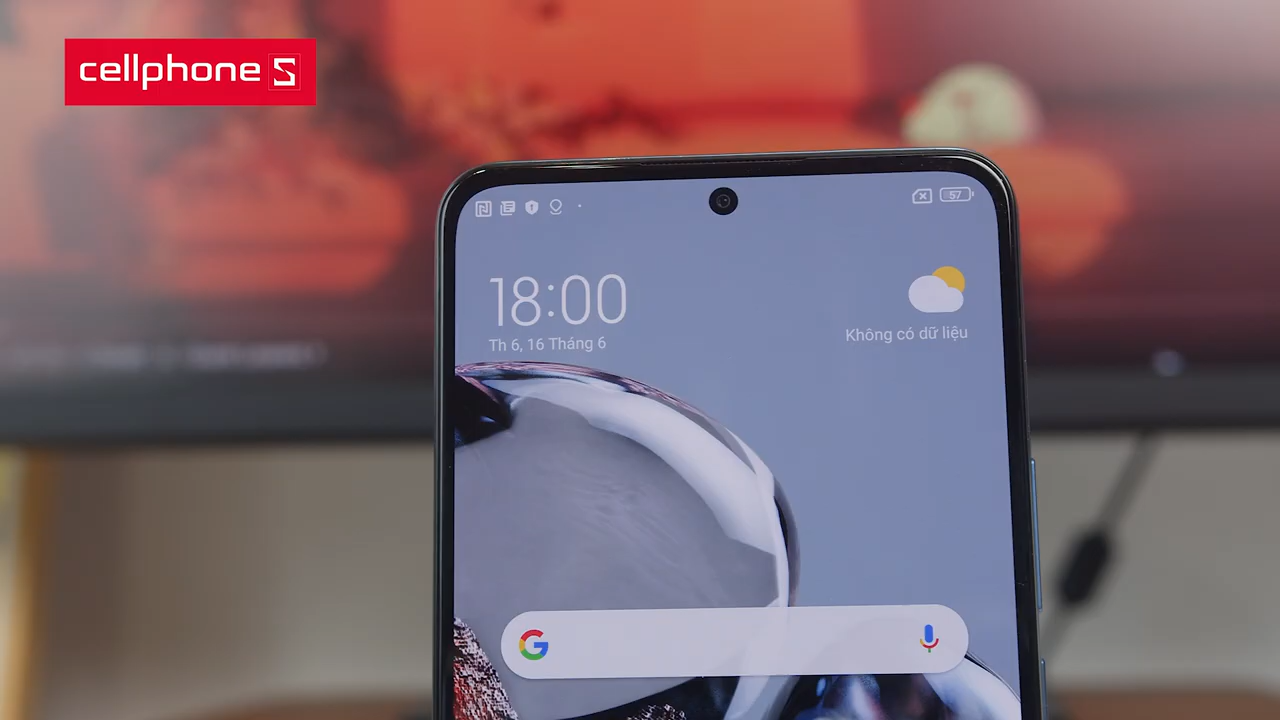 cellphone S
57
18:00
Th 6, 16 Tháng 6
Không có dữ liệu